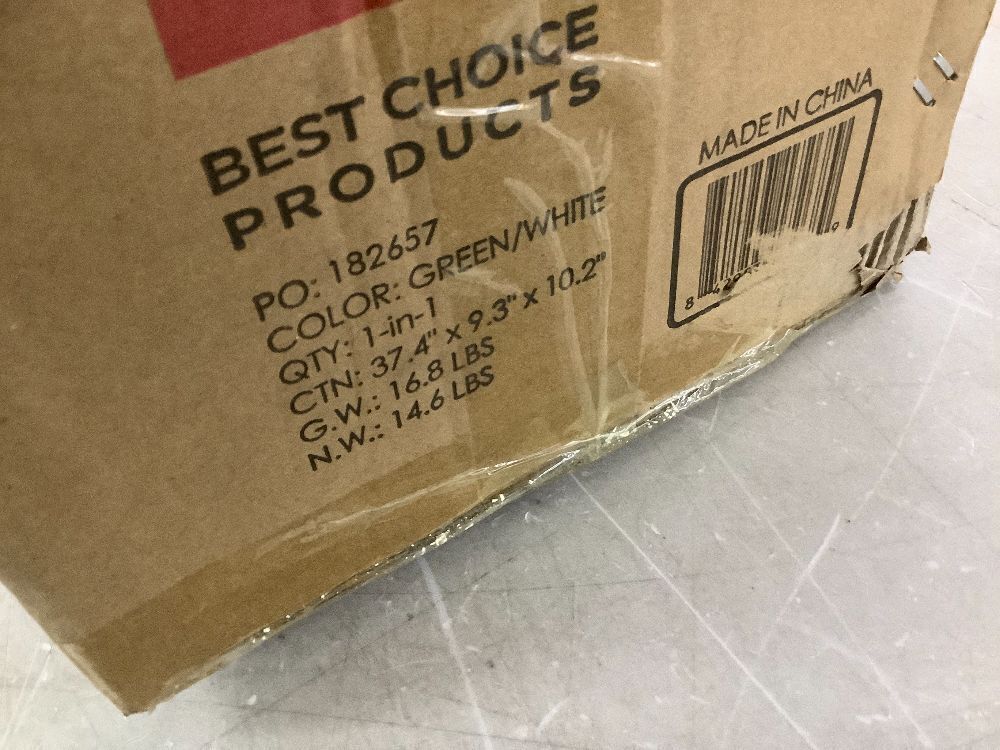 BEST CHOICE
PRODUCTS
PO: 182657
COLOR: GREEN/WHITE
QTY: 1-in-1
CTN: 37.4" x 9.3" x 10.2"
G.W.: 16.8 LBS
N.W.: 14.6 LBS
MADE IN CHINA